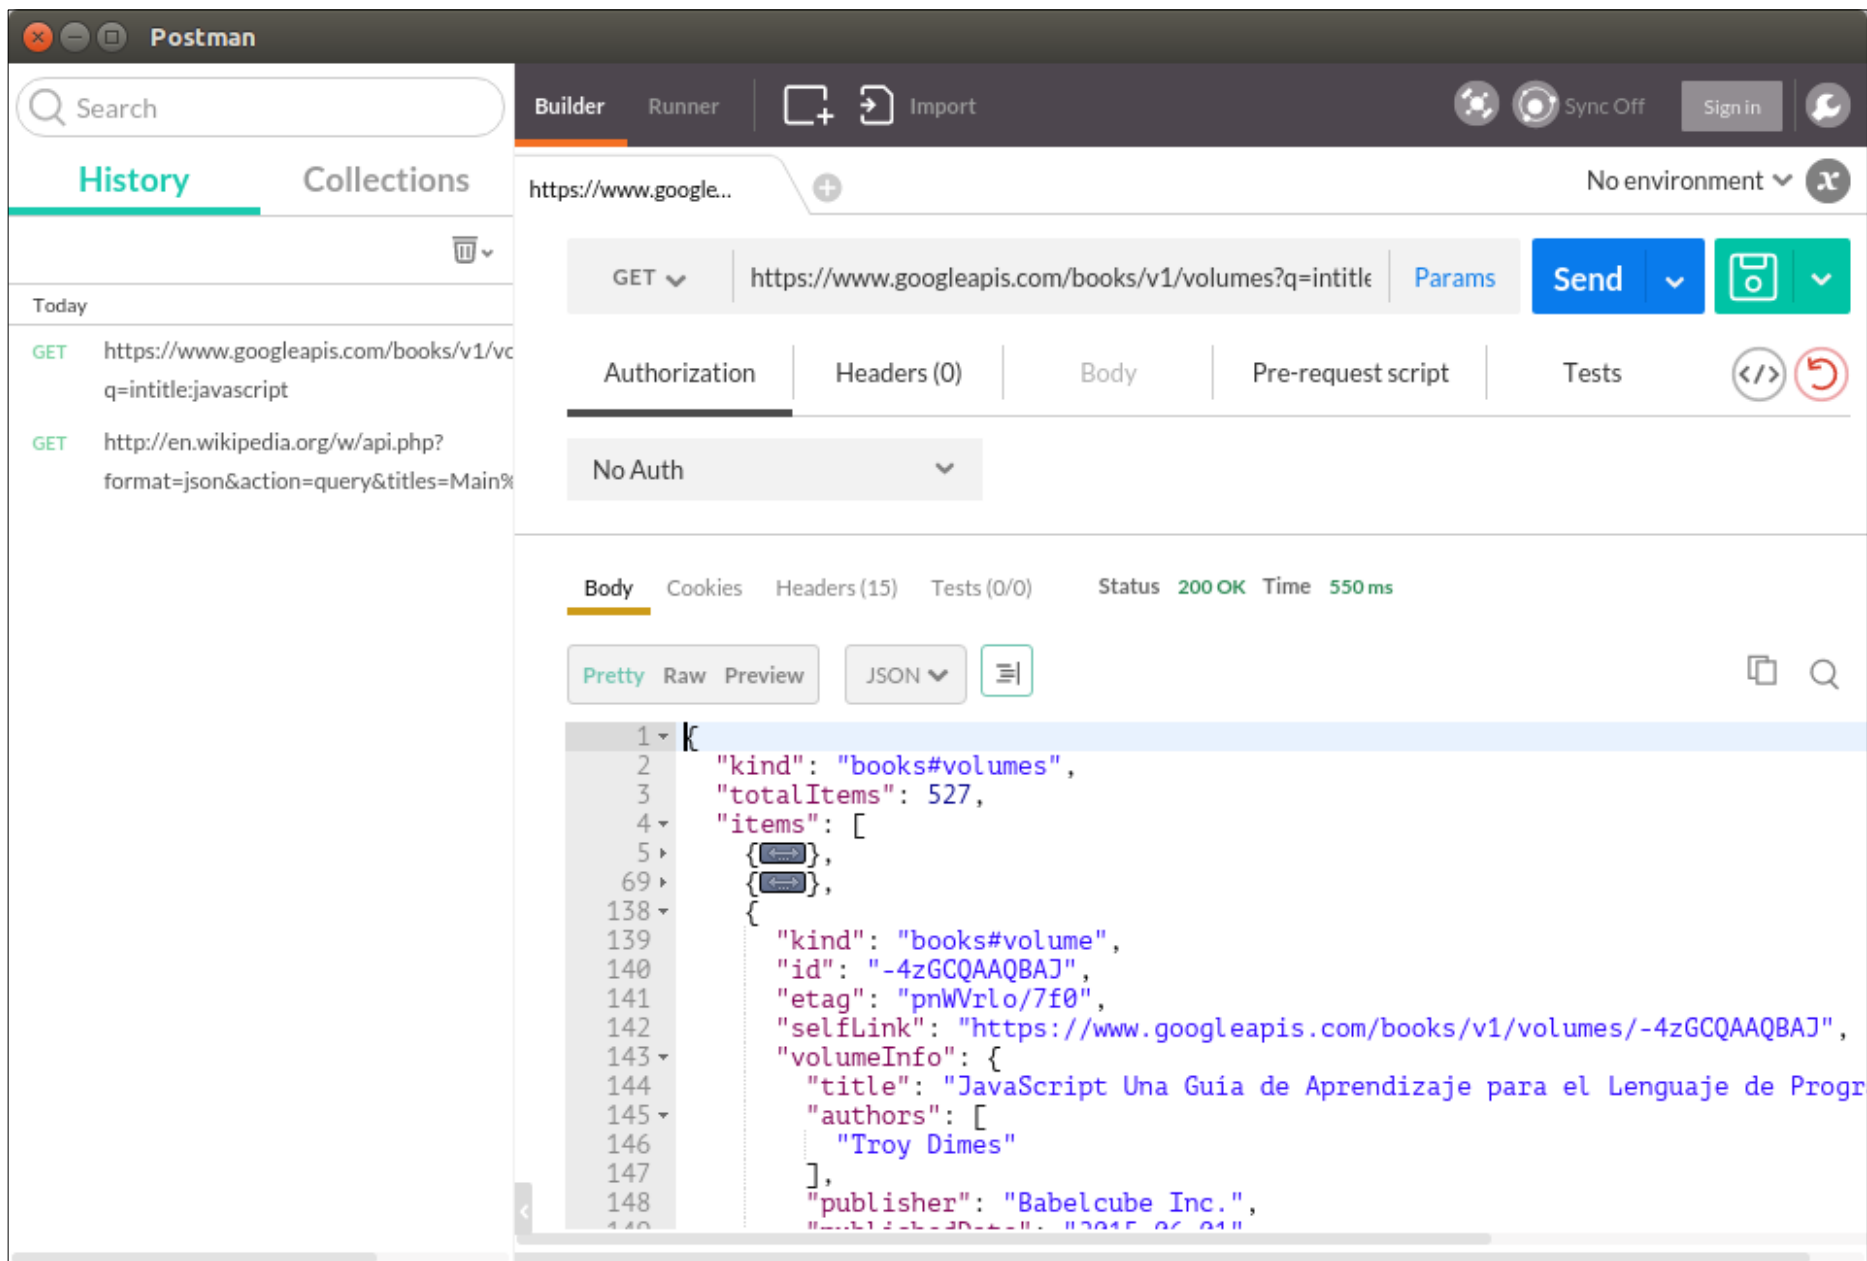 Postman
Search
History Collections
Today
GET https://www.googleapis.com/books/v1/vo
q=intitle:javascript
GET http://en.wikipedia.org/w/api.php?
format=json&action=query&titles=Main%
Builder Runner Import Sync Off Sign in
https://www.google... No environment
GET https://www.googleapis.com/books/v1/volumes?q=intitle Params Send
Authorization Headers (0) Body Pre-request script Tests
No Auth
Body Cookies Headers (15) Tests (0/0) Status 200 OK Time 550 ms
Pretty Raw Preview JSON
1 {
2 "kind": "books#volumes",
3 "totalItems": 527,
4 "items": [
5 {},
69 {},
138 {
139 "kind": "books#volume",
140 "id": "-4zGCQAAQBAJ",
141 "etag": "pnWVrlo/7f0",
142 "selfLink": "https://www.googleapis.com/books/v1/volumes/-4zGCQAAQBAJ",
143 "volumeInfo": {
144 "title": "JavaScript Una Guía de Aprendizaje para el Lenguaje de Progr
145 "authors": [
146 "Troy Dimes"
147 ],
148 "publisher": "Babelcube Inc.",
149 "publishedDate": "2015-06-01"